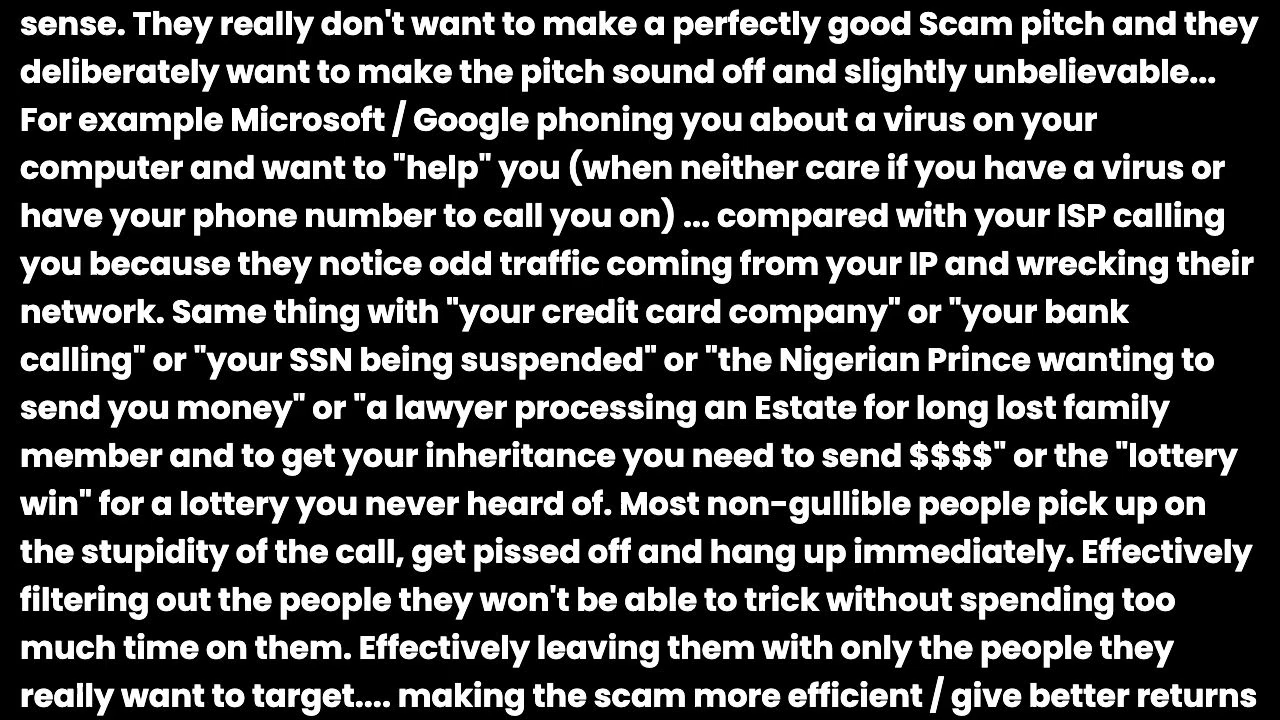 sense. They really don't want to make a perfectly good Scam pitch and they
deliberately want to make the pitch sound off and slightly unbelievable...
For example Microsoft / Google phoning you about a virus on your
computer and want to "help" you (when neither care if you have a virus or
have your phone number to call you on) ... compared with your ISP calling
you because they notice odd traffic coming from your IP and wrecking their
network. Same thing with "your credit card company" or "your bank
calling" or "your SSN being suspended" or "the Nigerian Prince wanting to
send you money" or "a lawyer processing an Estate for long lost family
member and to get your inheritance you need to send $$$$" or the "lottery
win" for a lottery you never heard of. Most non-gullible people pick up on
the stupidity of the call, get pissed off and hang up immediately. Effectively
filtering out the people they won't be able to trick without spending too
much time on them. Effectively leaving them with only the people they
really want to target.... making the scam more efficient / give better returns